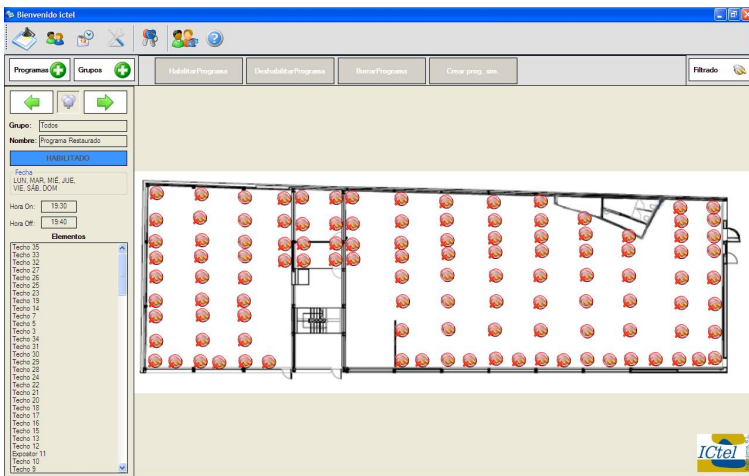 Bienvenido ictel
Programas
Grupos
HabilitarPrograma
DeshabilitarPrograma
BorrarPrograma
Crear prog. sim.
Filtrado
Grupo: Todos
Nombre: Programa Restaurado
HABILITADO
Fecha
LUN, MAR, MIÉ, JUE,
VIE, SÁB, DOM
Hora On: 19:30
Hora Off: 19:40
Elementos
Techo 35
Techo 33
Techo 32
Techo 27
Techo 26
Techo 25
Techo 23
Techo 19
Techo 14
Techo 7
Techo 5
Techo 3
Techo 34
Techo 31
Techo 30
Techo 29
Techo 28
Techo 24
Techo 22
Techo 21
Techo 20
Techo 18
Techo 17
Techo 16
Techo 15
Techo 13
Techo 12
Expositor 11
Techo 10
Techo 9
ICtel